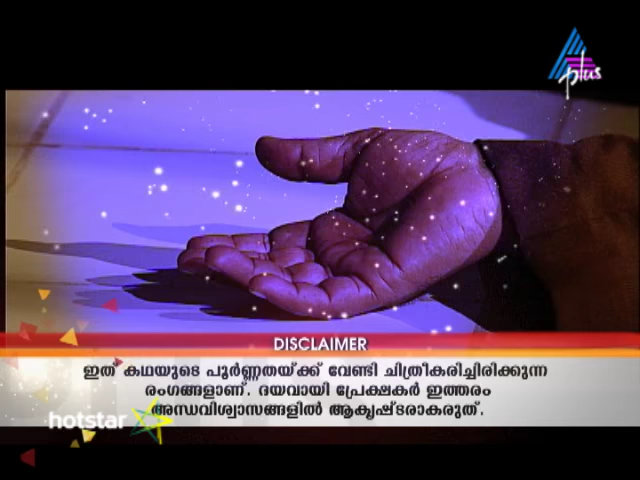 plus
DISCLAIMER
ഇത് കഥയുടെ പൂർണ്ണതയ്ക്ക് വേണ്ടി ചിത്രീകരിച്ചിരിക്കുന്ന
രംഗങ്ങളാണ്. ദയവായി പ്രേക്ഷകർ ഇത്തരം
അന്ധവിശ്വാസങ്ങളിൽ ആകൃഷ്ടരാകരുത്.
hotstar